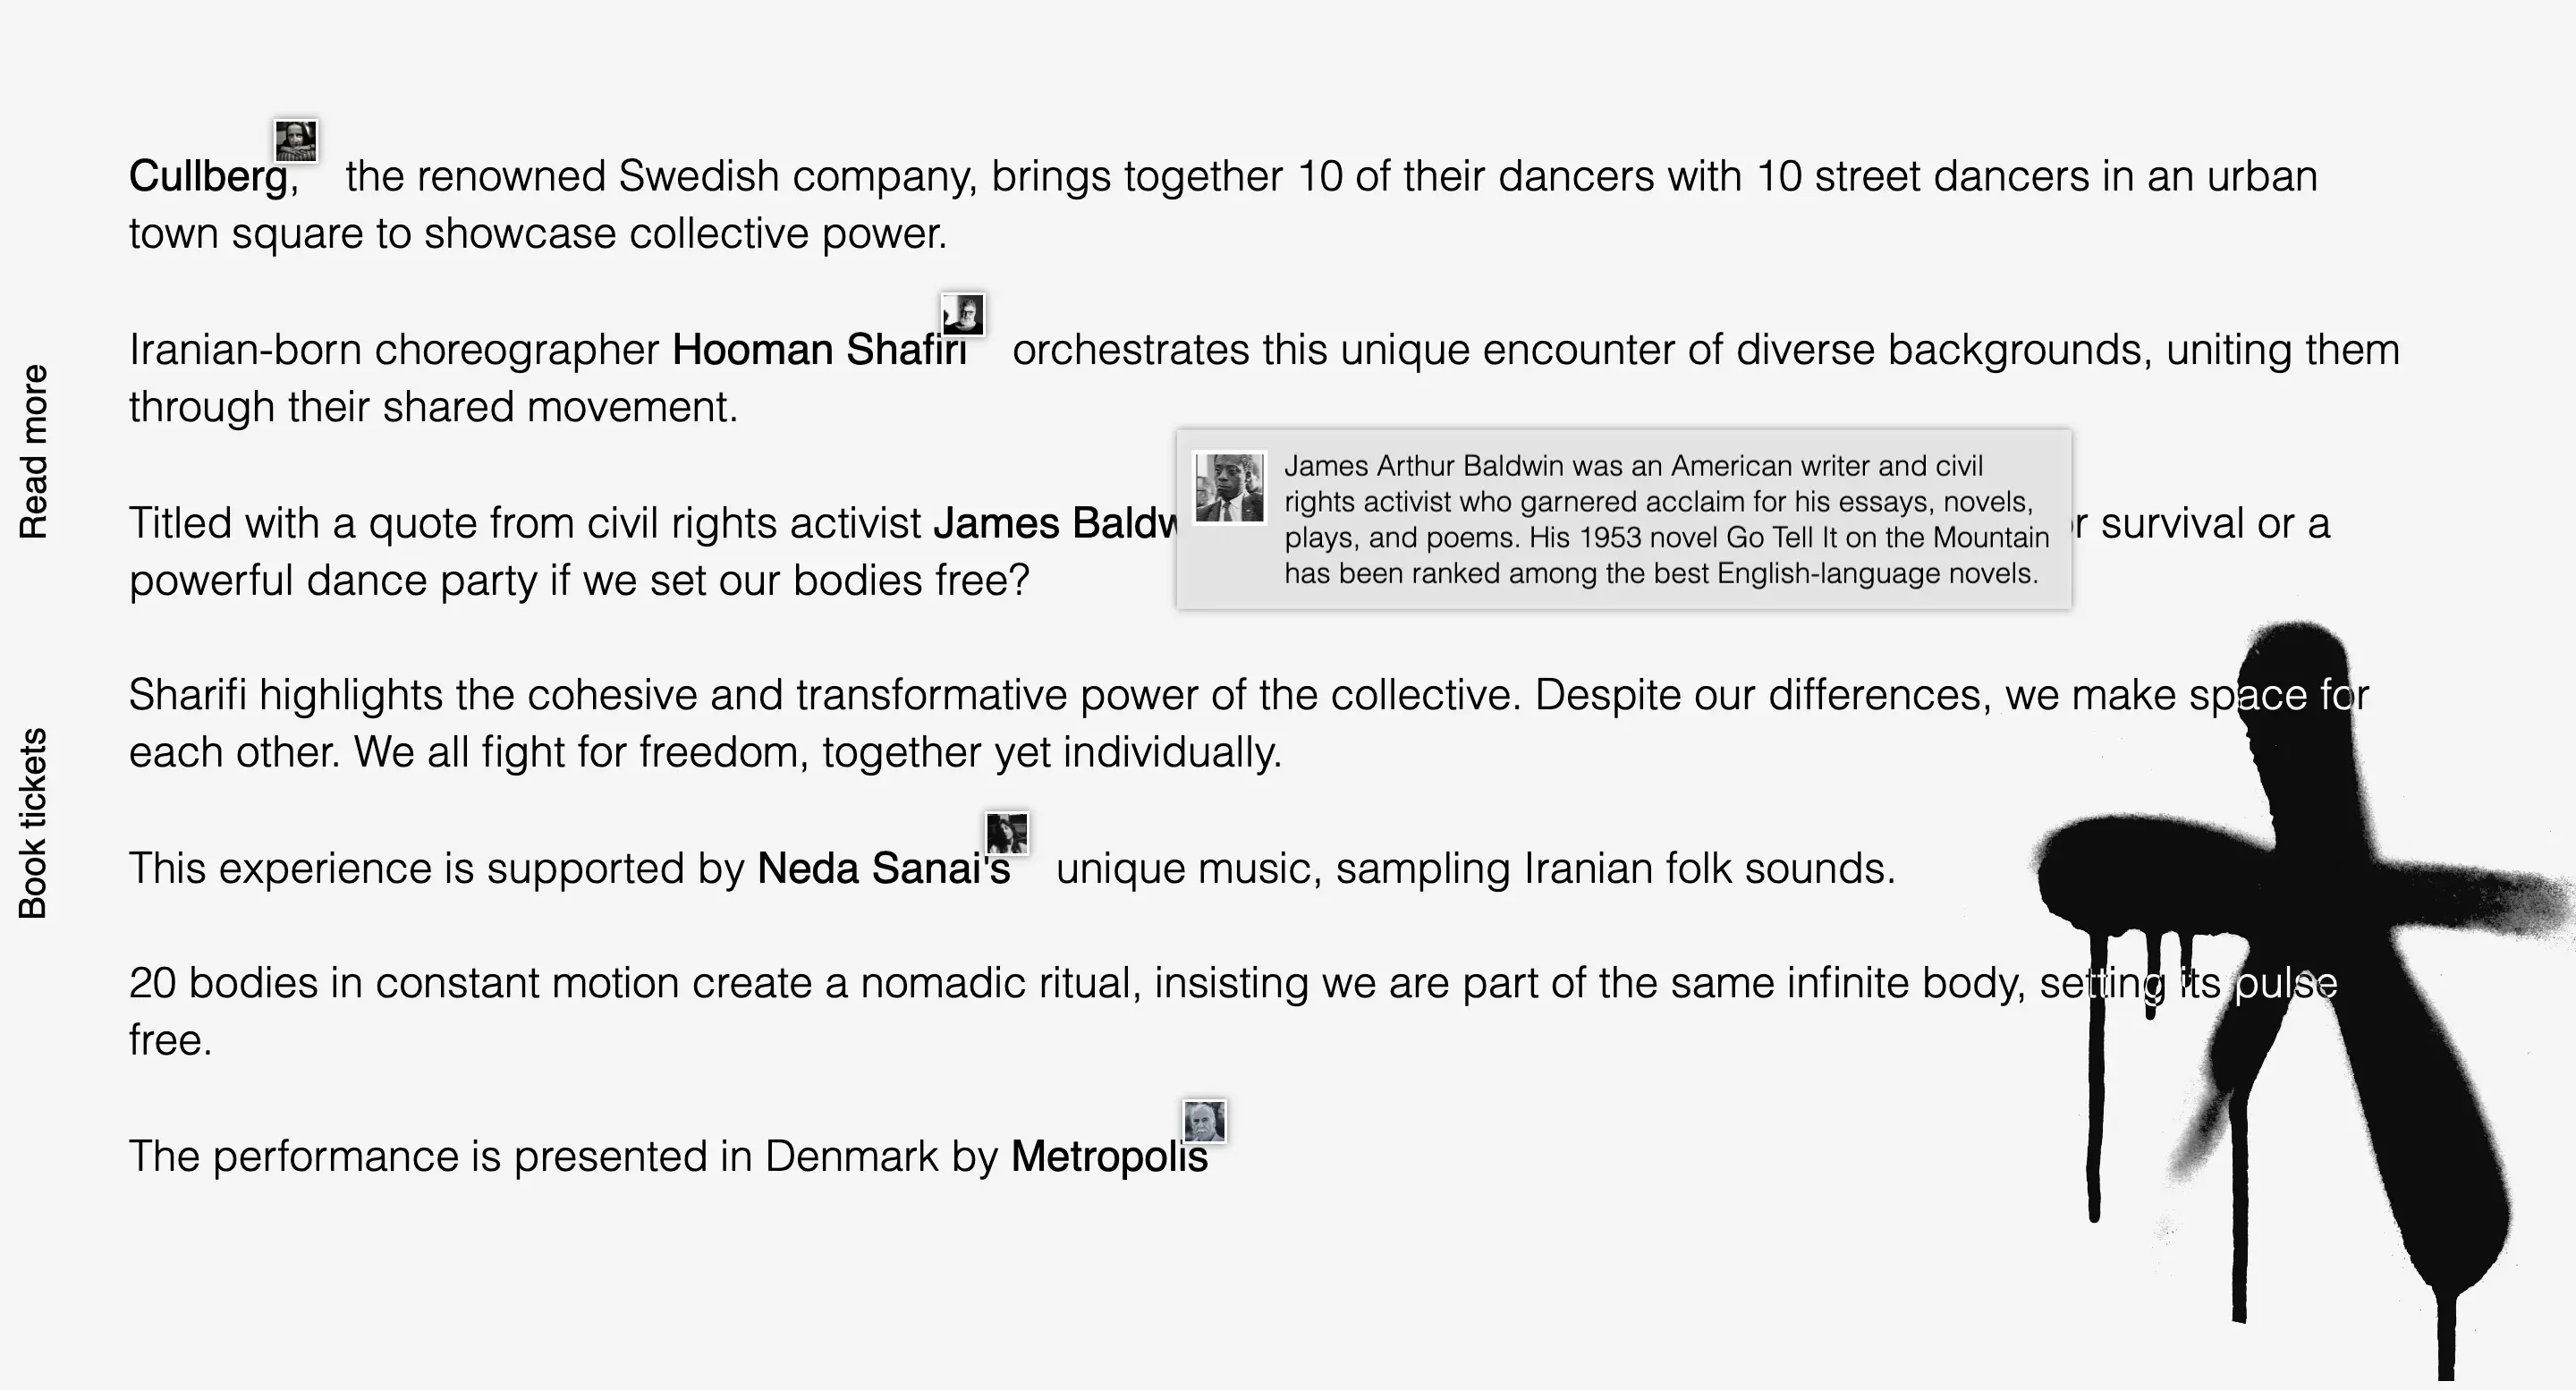 Cullberg, the renowned Swedish company, brings together 10 of their dancers with 10 street dancers in an urban
town square to showcase collective power.
Iranian-born choreographer Hooman Shafiri orchestrates this unique encounter of diverse backgrounds, uniting them
through their shared movement.
Titled with a quote from civil rights activist James survival or a
powerful dance party if we set our bodies free?
James Arthur Baldwin was an American writer and civil
rights activist who garnered acclaim for his essays, novels,
plays, and poems. His 1953 novel Go Tell It on the Mountain
has been ranked among the best English-language novels.
Sharifi highlights the cohesive and transformative power of the collective. Despite our differences, we make space for
each other. We all fight for freedom, together yet individually.
This experience is supported by Neda Sanai's unique music, sampling Iranian folk sounds.
20 bodies in constant motion create a nomadic ritual, insisting we are part of the same infinite body, setting its pulse
free.
The performance is presented in Denmark by Metropolis
Read more
Book tickets